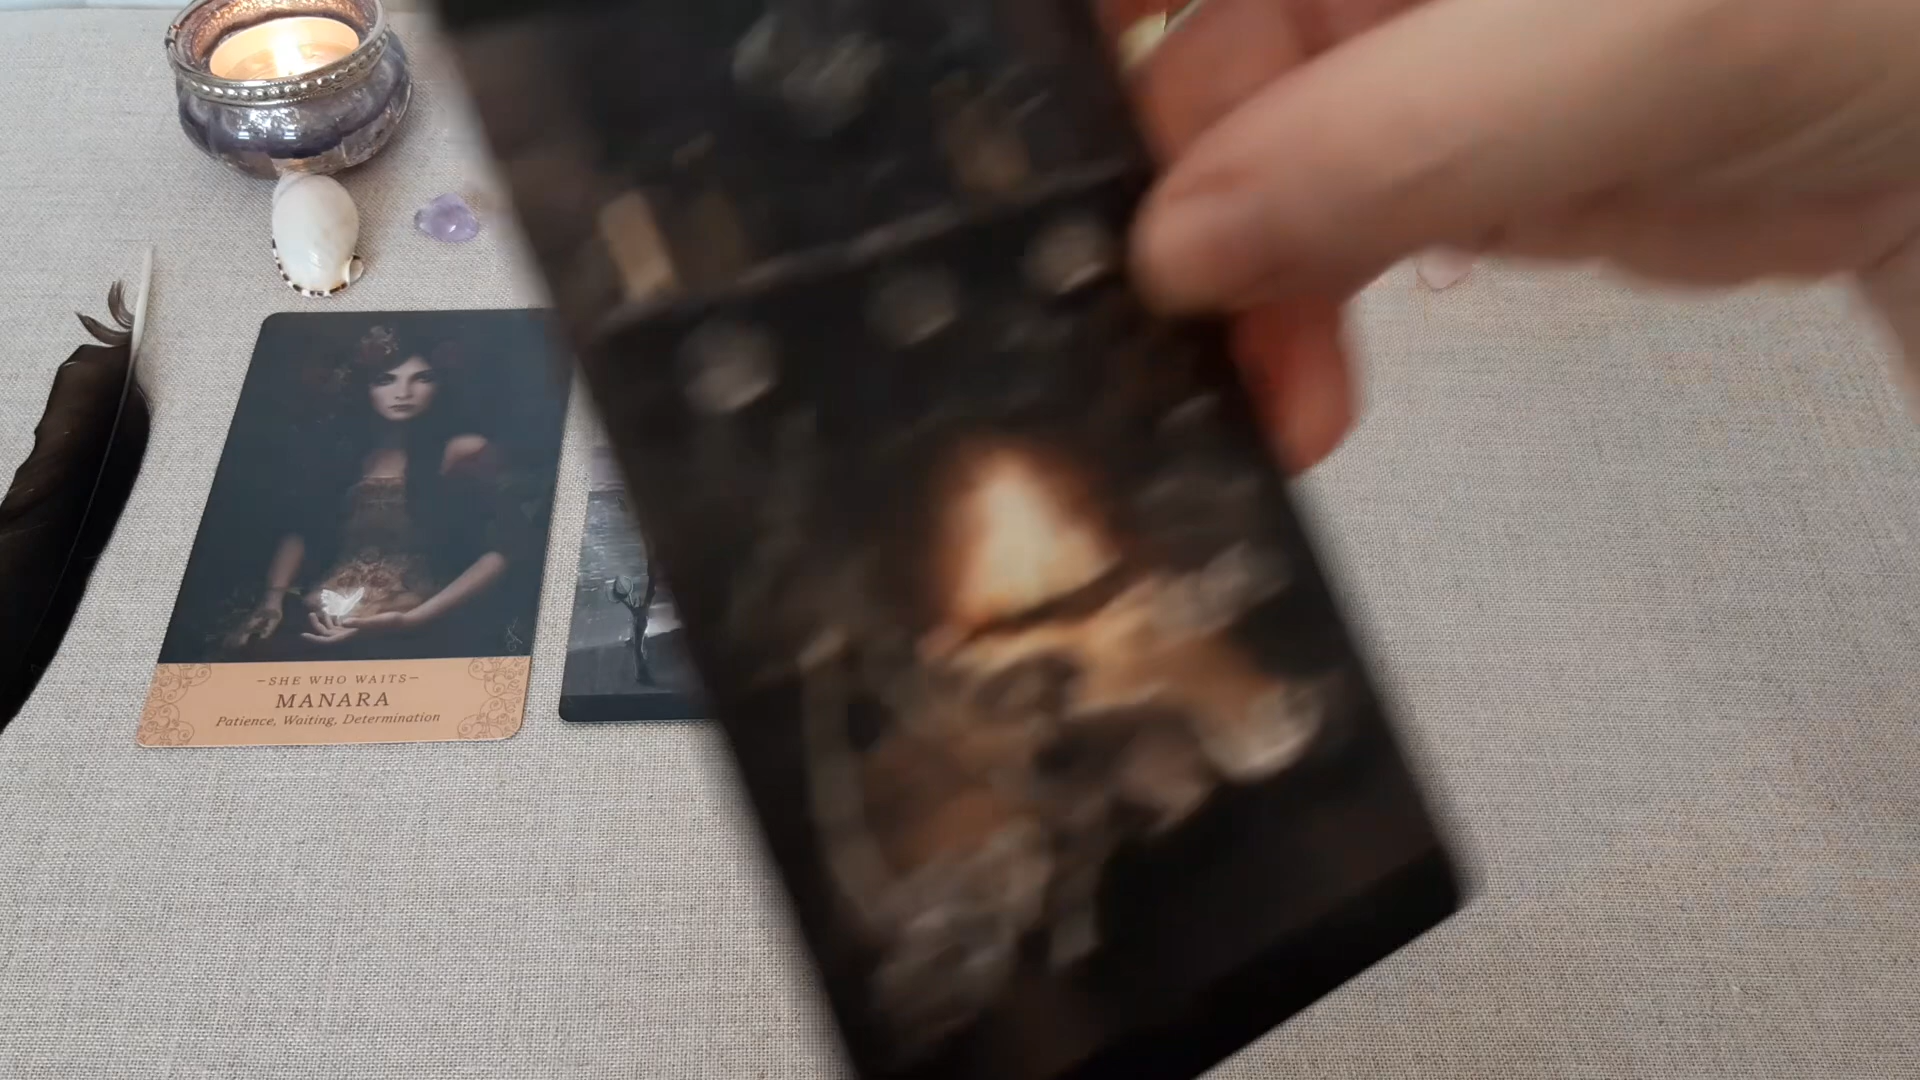 –SHE WHO WAITS–
MANARA
Patience, Waiting, Determination